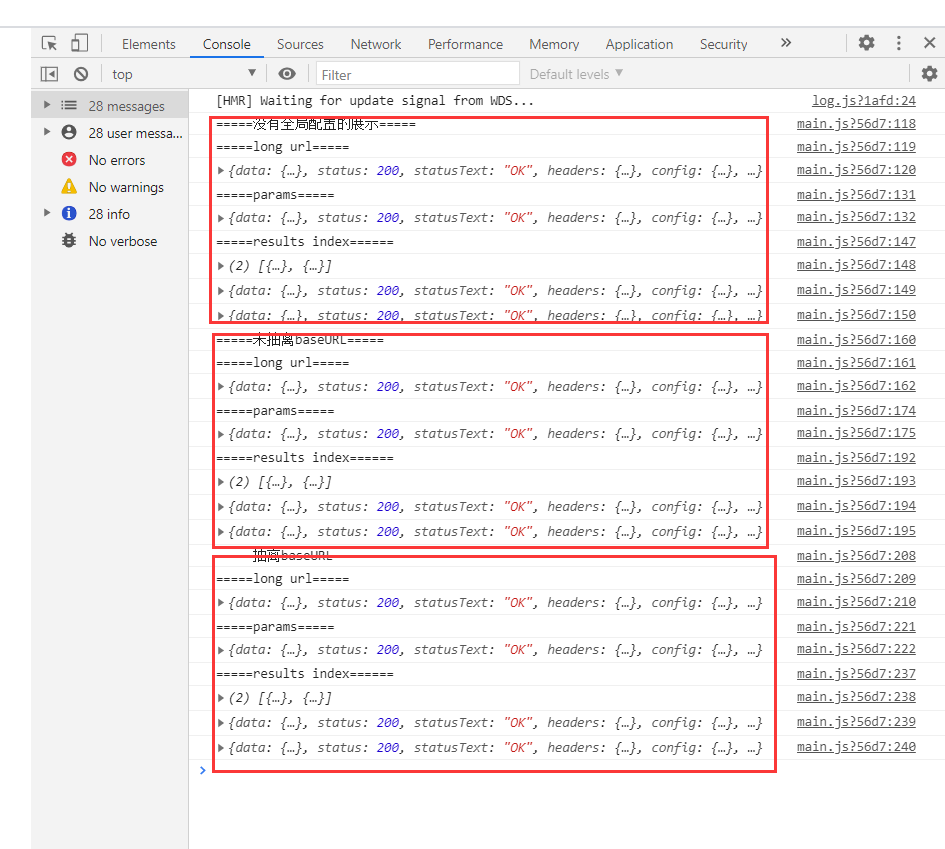 Elements Console Sources Network Performance Memory Application Security »
top Filter Default levels
28 messages
28 user messa...
No errors
No warnings
28 info
No verbose
[HMR] Waiting for update signal from WDS... log.js?1afd:24
=====没有全局配置的展示===== main.js?56d7:118
=====long url===== main.js?56d7:119
{data: {…}, status: 200, statusText: "OK", headers: {…}, config: {…}, …} main.js?56d7:120
=====params===== main.js?56d7:131
{data: {…}, status: 200, statusText: "OK", headers: {…}, config: {…}, …} main.js?56d7:132
=====results index====== main.js?56d7:147
(2) [{…}, {…}] main.js?56d7:148
{data: {…}, status: 200, statusText: "OK", headers: {…}, config: {…}, …} main.js?56d7:149
{data: {…}, status: 200, statusText: "OK", headers: {…}, config: {…}, …} main.js?56d7:150
=====未抽离baseURL===== main.js?56d7:160
=====long url===== main.js?56d7:161
{data: {…}, status: 200, statusText: "OK", headers: {…}, config: {…}, …} main.js?56d7:162
=====params===== main.js?56d7:174
{data: {…}, status: 200, statusText: "OK", headers: {…}, config: {…}, …} main.js?56d7:175
=====results index====== main.js?56d7:192
(2) [{…}, {…}] main.js?56d7:193
{data: {…}, status: 200, statusText: "OK", headers: {…}, config: {…}, …} main.js?56d7:194
{data: {…}, status: 200, statusText: "OK", headers: {…}, config: {…}, …} main.js?56d7:195
抽离baseURL main.js?56d7:208
=====long url===== main.js?56d7:209
{data: {…}, status: 200, statusText: "OK", headers: {…}, config: {…}, …} main.js?56d7:210
=====params===== main.js?56d7:221
{data: {…}, status: 200, statusText: "OK", headers: {…}, config: {…}, …} main.js?56d7:222
=====results index====== main.js?56d7:237
(2) [{…}, {…}] main.js?56d7:238
{data: {…}, status: 200, statusText: "OK", headers: {…}, config: {…}, …} main.js?56d7:239
{data: {…}, status: 200, statusText: "OK", headers: {…}, config: {…}, …} main.js?56d7:240